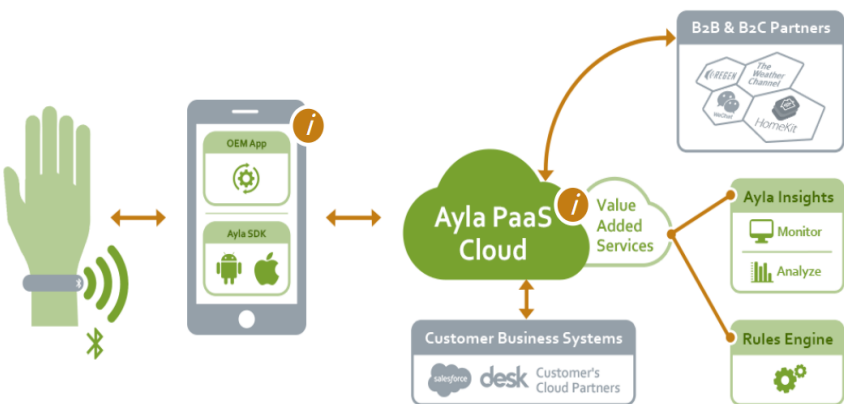 B2B & B2C Partners
REGEN
The
Weather
Channel
WeChat
HomeKit
i
OEM App
Ayla SDK
Ayla PaaS
Cloud
i
Value
Added
Services
Ayla Insights
Monitor
Analyze
Customer Business Systems
salesforce
desk
Customer's
Cloud Partners
Rules Engine